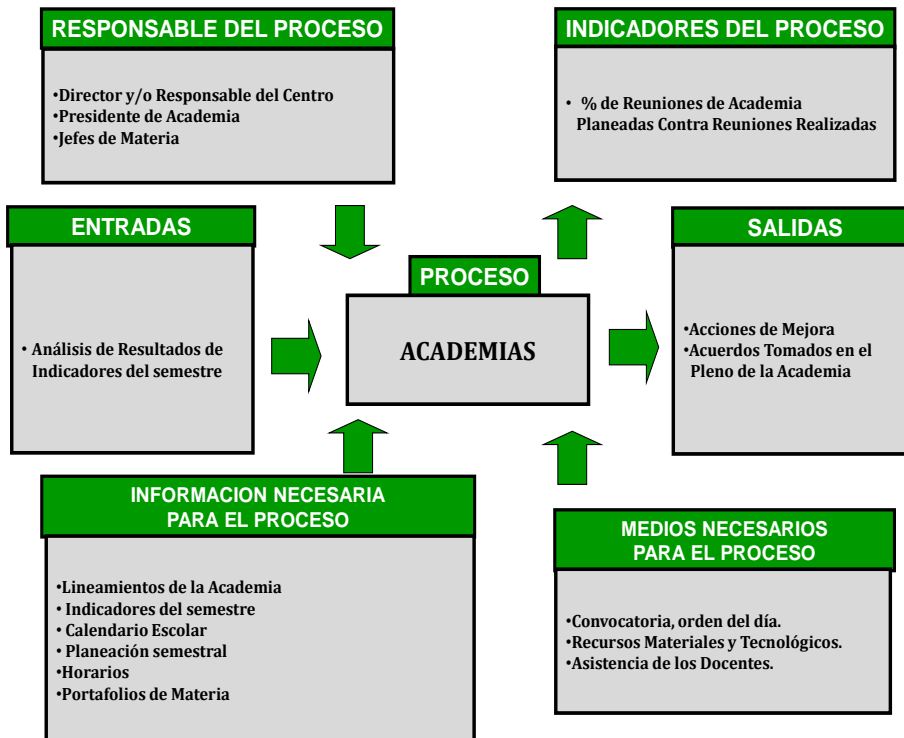 RESPONSABLE DEL PROCESO
•Director y/o Responsable del Centro
•Presidente de Academia
•Jefes de Materia
INDICADORES DEL PROCESO
• % de Reuniones de Academia
Planeadas Contra Reuniones Realizadas
ENTRADAS
• Análisis de Resultados de
Indicadores del semestre
PROCESO
ACADEMIAS
SALIDAS
•Acciones de Mejora
•Acuerdos Tomados en el
Pleno de la Academia
INFORMACION NECESARIA
PARA EL PROCESO
•Lineamientos de la Academia
• Indicadores del semestre
• Calendario Escolar
• Planeación semestral
•Horarios
•Portafolios de Materia
MEDIOS NECESARIOS
PARA EL PROCESO
•Convocatoria, orden del día.
•Recursos Materiales y Tecnológicos.
•Asistencia de los Docentes.